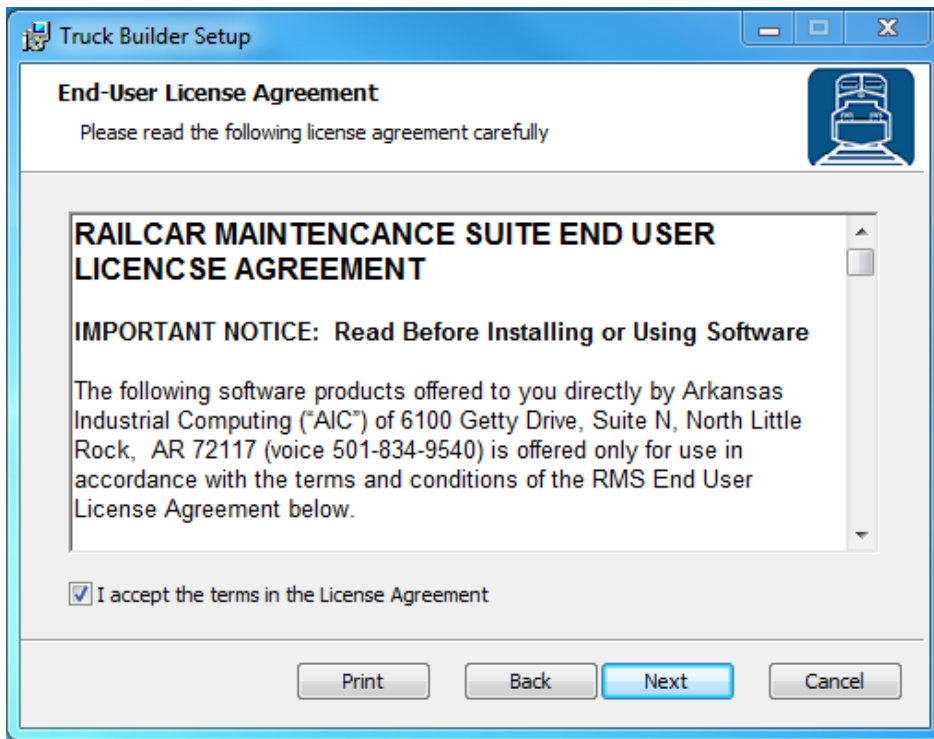 Truck Builder Setup
End-User License Agreement
Please read the following license agreement carefully
RAILCAR MAINTENCANCE SUITE END USER
LICENCSE AGREEMENT
IMPORTANT NOTICE:  Read Before Installing or Using Software
The following software products offered to you directly by Arkansas
Industrial Computing (“AIC”) of 6100 Getty Drive, Suite N, North Little
Rock,  AR 72117 (voice 501-834-9540) is offered only for use in
accordance with the terms and conditions of the RMS End User
License Agreement below.
I accept the terms in the License Agreement
Print Back Next Cancel